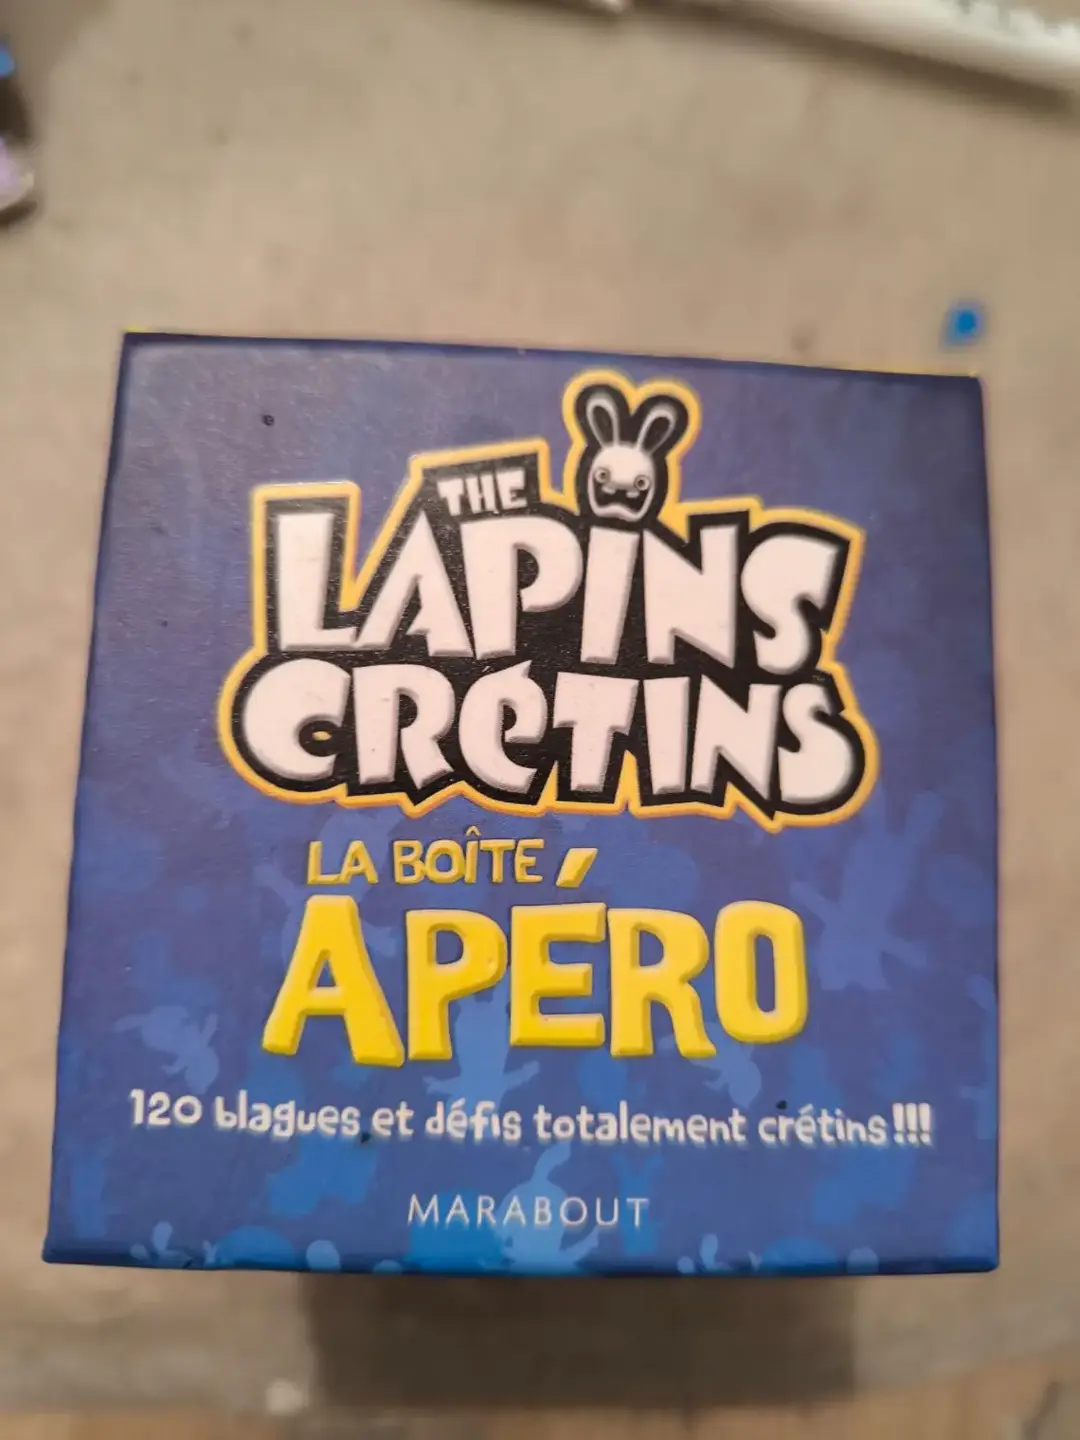 THE
LAPINS
CRÉTINS
LA BOÎTE
APÉRO
120 blagues et défis totalement crétins!!!
MARABOUT